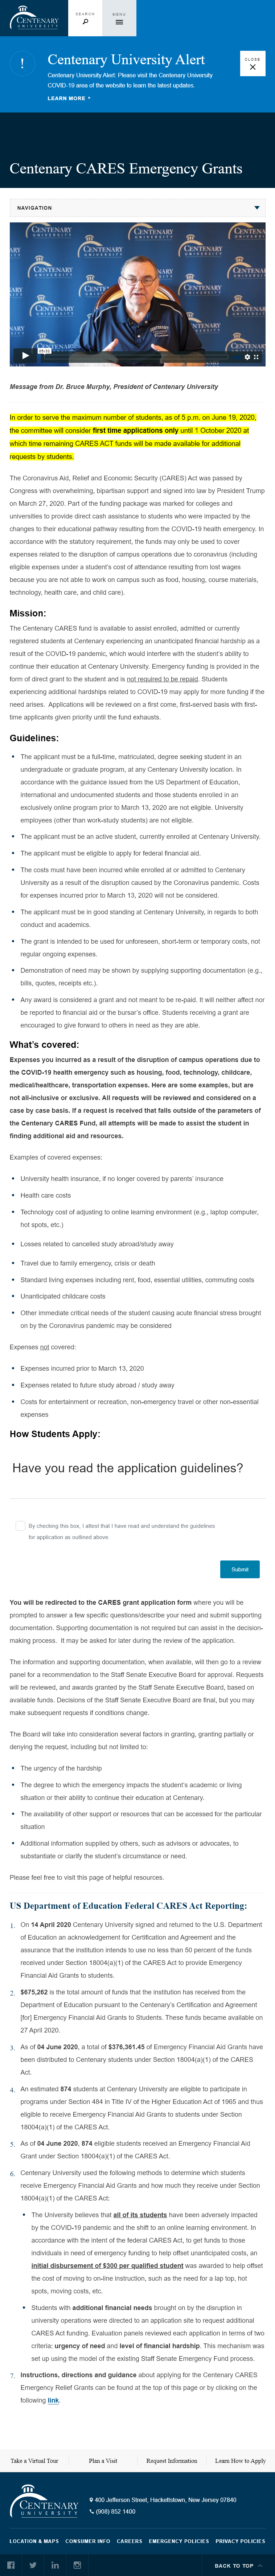 CENTENARY
UNIVERSITY
SEARCH
MENU
Centenary University Alert
Centenary University Alert: Please visit the Centenary University
COVID-19 area of the website to learn the latest updates.
LEARN MORE
CLOSE
Centenary CARES Emergency Grants
NAVIGATION
Message from Dr. Bruce Murphy, President of Centenary University
In order to serve the maximum number of students, as of 5 p.m. on June 19, 2020,
the committee will consider first time applications only until 1 October 2020 at
which time remaining CARES ACT funds will be made available for additional
requests by students.
The Coronavirus Aid, Relief and Economic Security (CARES) Act was passed by
Congress with overwhelming, bipartisan support and signed into law by President Trump
on March 27, 2020. Part of the funding package was marked for colleges and
universities to provide direct cash assistance to students who were impacted by the
changes to their educational pathway resulting from the COVID-19 health emergency. In
accordance with the statutory requirement, the funds may only be used to cover
expenses related to the disruption of campus operations due to coronavirus (including
eligible expenses under a student's cost of attendance resulting from lost wages
because you are not able to work on campus such as food, housing, course materials,
technology, health care, and child care).
Mission:
The Centenary CARES fund is available to assist enrolled, admitted or currently
registered students at Centenary experiencing an unanticipated financial hardship as a
result of the COVID-19 pandemic, which would interfere with the student's ability to
continue their education at Centenary University. Emergency funding is provided in the
form of direct grant to the student and is not required to be repaid. Students
experiencing additional hardships related to COVID-19 may apply for more funding if the
need arises. Applications will be reviewed on a first come, first-served basis with first-
time applicants given priority until the fund exhausts.
Guidelines:
The applicant must be a full-time, matriculated, degree seeking student in an
undergraduate or graduate program, at any Centenary University location. In
accordance with the guidance issued from the US Department of Education,
international and undocumented students and those students enrolled in an
exclusively online program prior to March 13, 2020 are not eligible. University
employees (other than work-study students) are not eligible.
The applicant must be an active student, currently enrolled at Centenary University.
The applicant must be eligible to apply for federal financial aid.
The costs must have been incurred while enrolled at or admitted to Centenary
University as a result of the disruption caused by the Coronavirus pandemic. Costs
for expenses incurred prior to March 13, 2020 will not be considered.
The applicant must be in good standing at Centenary University, in regards to both
conduct and academics.
The grant is intended to be used for unforeseen, short-term or temporary costs, not
regular ongoing expenses.
Demonstration of need may be shown by supplying supporting documentation (e.g.,
bills, quotes, receipts etc.).
Any award is considered a grant and not meant to be re-paid. It will neither affect nor
be reported to financial aid or the bursar's office. Students receiving a grant are
encouraged to give forward to others in need as they are able.
What's covered:
Expenses you incurred as a result of the disruption of campus operations due to
the COVID-19 health emergency such as housing, food, technology, childcare,
medical/healthcare, transportation expenses. Here are some examples, but are
not all-inclusive or exclusive. All requests will be reviewed and considered on a
case by case basis. If a request is received that falls outside of the parameters of
the Centenary CARES Fund, all attempts will be made to assist the student in
finding additional aid and resources.
Examples of covered expenses:
University health insurance, if no longer covered by parents' insurance
Health care costs
Technology cost of adjusting to online learning environment (e.g., laptop computer,
hot spots, etc.)
Losses related to cancelled study abroad/study away
Travel due to family emergency, crisis or death
Standard living expenses including rent, food, essential utilities, commuting costs
Unanticipated childcare costs
Other immediate critical needs of the student causing acute financial stress brought
on by the Coronavirus pandemic may be considered
Expenses not covered:
Expenses incurred prior to March 13, 2020
Expenses related to future study abroad / study away
Costs for entertainment or recreation, non-emergency travel or other non-essential
expenses
How Students Apply:
Have you read the application guidelines?
By checking this box, I attest that I have read and understand the guidelines
for application as outlined above.
Submit
You will be redirected to the CARES grant application form where you will be
prompted to answer a few specific questions/describe your need and submit supporting
documentation. Supporting documentation is not required but can assist in the decision-
making process. It may be asked for later during the review of the application.
The information and supporting documentation, when available, will then go to a review
panel for a recommendation to the Staff Senate Executive Board for approval. Requests
will be reviewed, and awards granted by the Staff Senate Executive Board, based on
available funds. Decisions of the Staff Senate Executive Board are final, but you may
make subsequent requests if conditions change.
The Board will take into consideration several factors in granting, granting partially or
denying the request, including but not limited to:
The urgency of the hardship
The degree to which the emergency impacts the student's academic or living
situation or their ability to continue their education at Centenary.
The availability of other support or resources that can be accessed for the particular
situation
Additional information supplied by others, such as advisors or advocates, to
substantiate or clarify the student's circumstance or need.
Please feel free to visit this page of helpful resources.
US Department of Education Federal CARES Act Reporting:
1. On 14 April 2020 Centenary University signed and returned to the U.S. Department
of Education an acknowledgement for Certification and Agreement and the
assurance that the institution intends to use no less than 50 percent of the funds
received under Section 18004(a)(1) of the CARES Act to provide Emergency
Financial Aid Grants to students.
2. $675,262 is the total amount of funds that the institution has received from the
Department of Education pursuant to the Centenary's Certification and Agreement
[for] Emergency Financial Aid Grants to Students. These funds became available on
27 April 2020.
3. As of 04 June 2020, a total of $376,361.45 of Emergency Financial Aid Grants have
been distributed to Centenary students under Section 18004(a)(1) of the CARES
Act.
4. An estimated 874 students at Centenary University are eligible to participate in
programs under Section 484 in Title IV of the Higher Education Act of 1965 and thus
eligible to receive Emergency Financial Aid Grants to students under Section
18004(a)(1) of the CARES Act.
5. As of 04 June 2020, 874 eligible students received an Emergency Financial Aid
Grant under Section 18004(a)(1) of the CARES Act.
6. Centenary University used the following methods to determine which students
receive Emergency Financial Aid Grants and how much they receive under Section
18004(a)(1) of the CARES Act:
The University believes that all of its students have been adversely impacted
by the COVID-19 pandemic and the shift to an online learning environment. In
accordance with the intent of the federal CARES Act, to get funds to those
individuals in need of emergency funding to help offset unanticipated costs, an
initial disbursement of $300 per qualified student was awarded to help offset
the cost of moving to on-line instruction, such as the need for a lap top, hot
spots, moving costs, etc.
Students with additional financial needs brought on by the disruption in
university operations were directed to an application site to request additional
CARES Act funding. Evaluation panels reviewed each application in terms of two
criteria: urgency of need and level of financial hardship. This mechanism was
set up using the model of the existing Staff Senate Emergency Fund process.
7. Instructions, directions and guidance about applying for the Centenary CARES
Emergency Relief Grants can be found at the top of this page or by clicking on the
following link.
Take a Virtual Tour
Plan a Visit
Request Information
Learn How to Apply
CENTENARY
UNIVERSITY
400 Jefferson Street, Hackettstown, New Jersey 07840
(908) 852 1400
LOCATION & MAPS CONSUMER INFO CAREERS EMERGENCY POLICIES PRIVACY POLICIES
BACK TO TOP